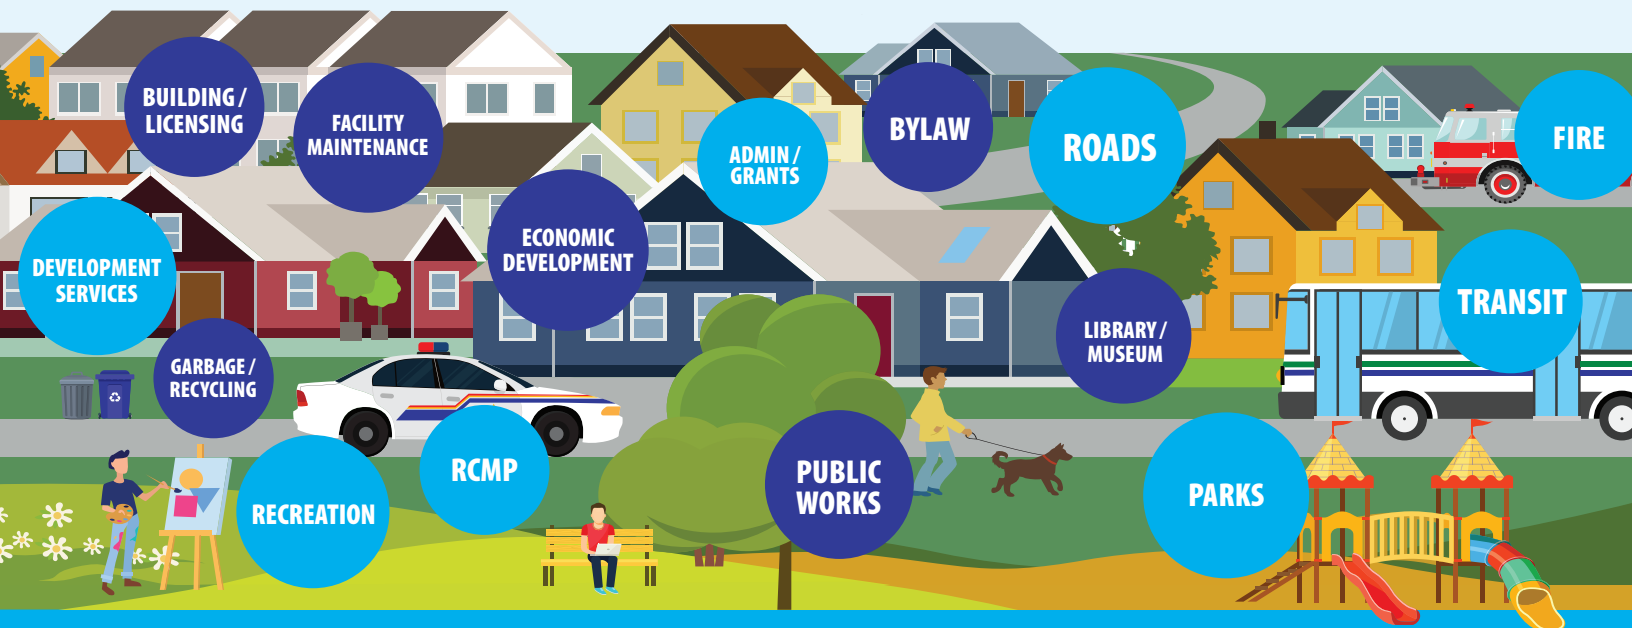 BUILDING /
LICENSING
FACILITY
MAINTENANCE
ADMIN /
GRANTS
BYLAW
ROADS
FIRE
DEVELOPMENT
SERVICES
ECONOMIC
DEVELOPMENT
LIBRARY /
MUSEUM
TRANSIT
GARBAGE /
RECYCLING
RECREATION
RCMP
PUBLIC
WORKS
PARKS